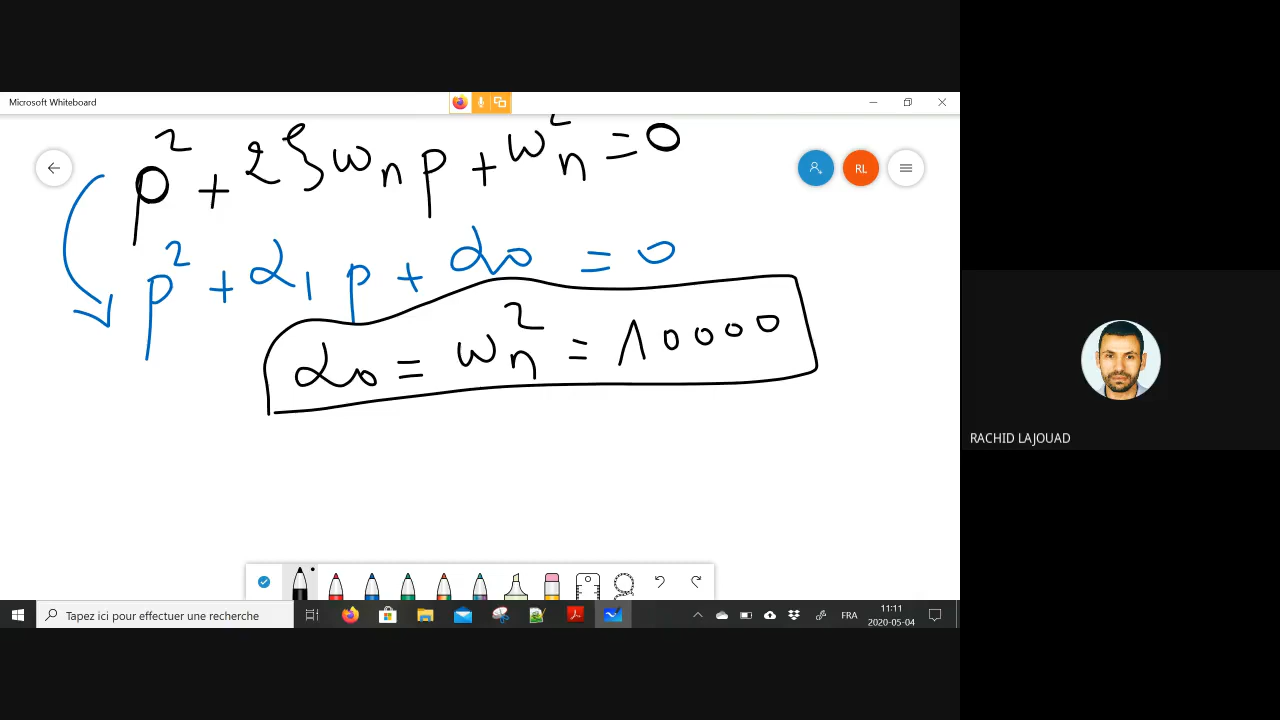 Microsoft Whiteboard
p² + 2ξωₙp + ωₙ² = 0
RL
p² + α₁p + α₀ = 0
α₀ = ωₙ² = 10000
RACHID LAJOUAD
Tapez ici pour effectuer une recherche
FRA
11:11
2020-05-04